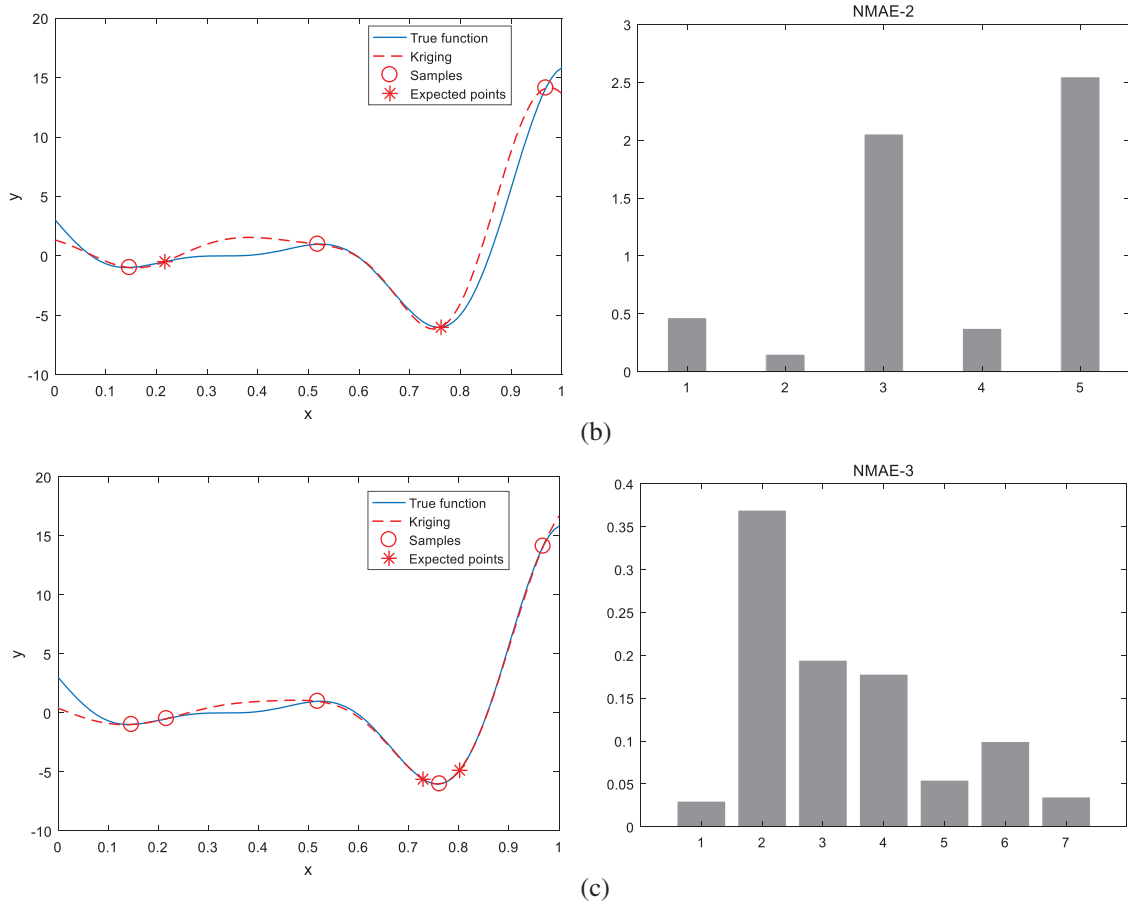 20
15
10
5
0
-5
-10
y
0 0.1 0.2 0.3 0.4 0.5 0.6 0.7 0.8 0.9 1
x
True function
Kriging
Samples
Expected points
NMAE-2
3
2.5
2
1.5
1
0.5
0
1 2 3 4 5
(b)
20
15
10
5
0
-5
-10
y
0 0.1 0.2 0.3 0.4 0.5 0.6 0.7 0.8 0.9 1
x
True function
Kriging
Samples
Expected points
NMAE-3
0.4
0.35
0.3
0.25
0.2
0.15
0.1
0.05
0
1 2 3 4 5 6 7
(c)